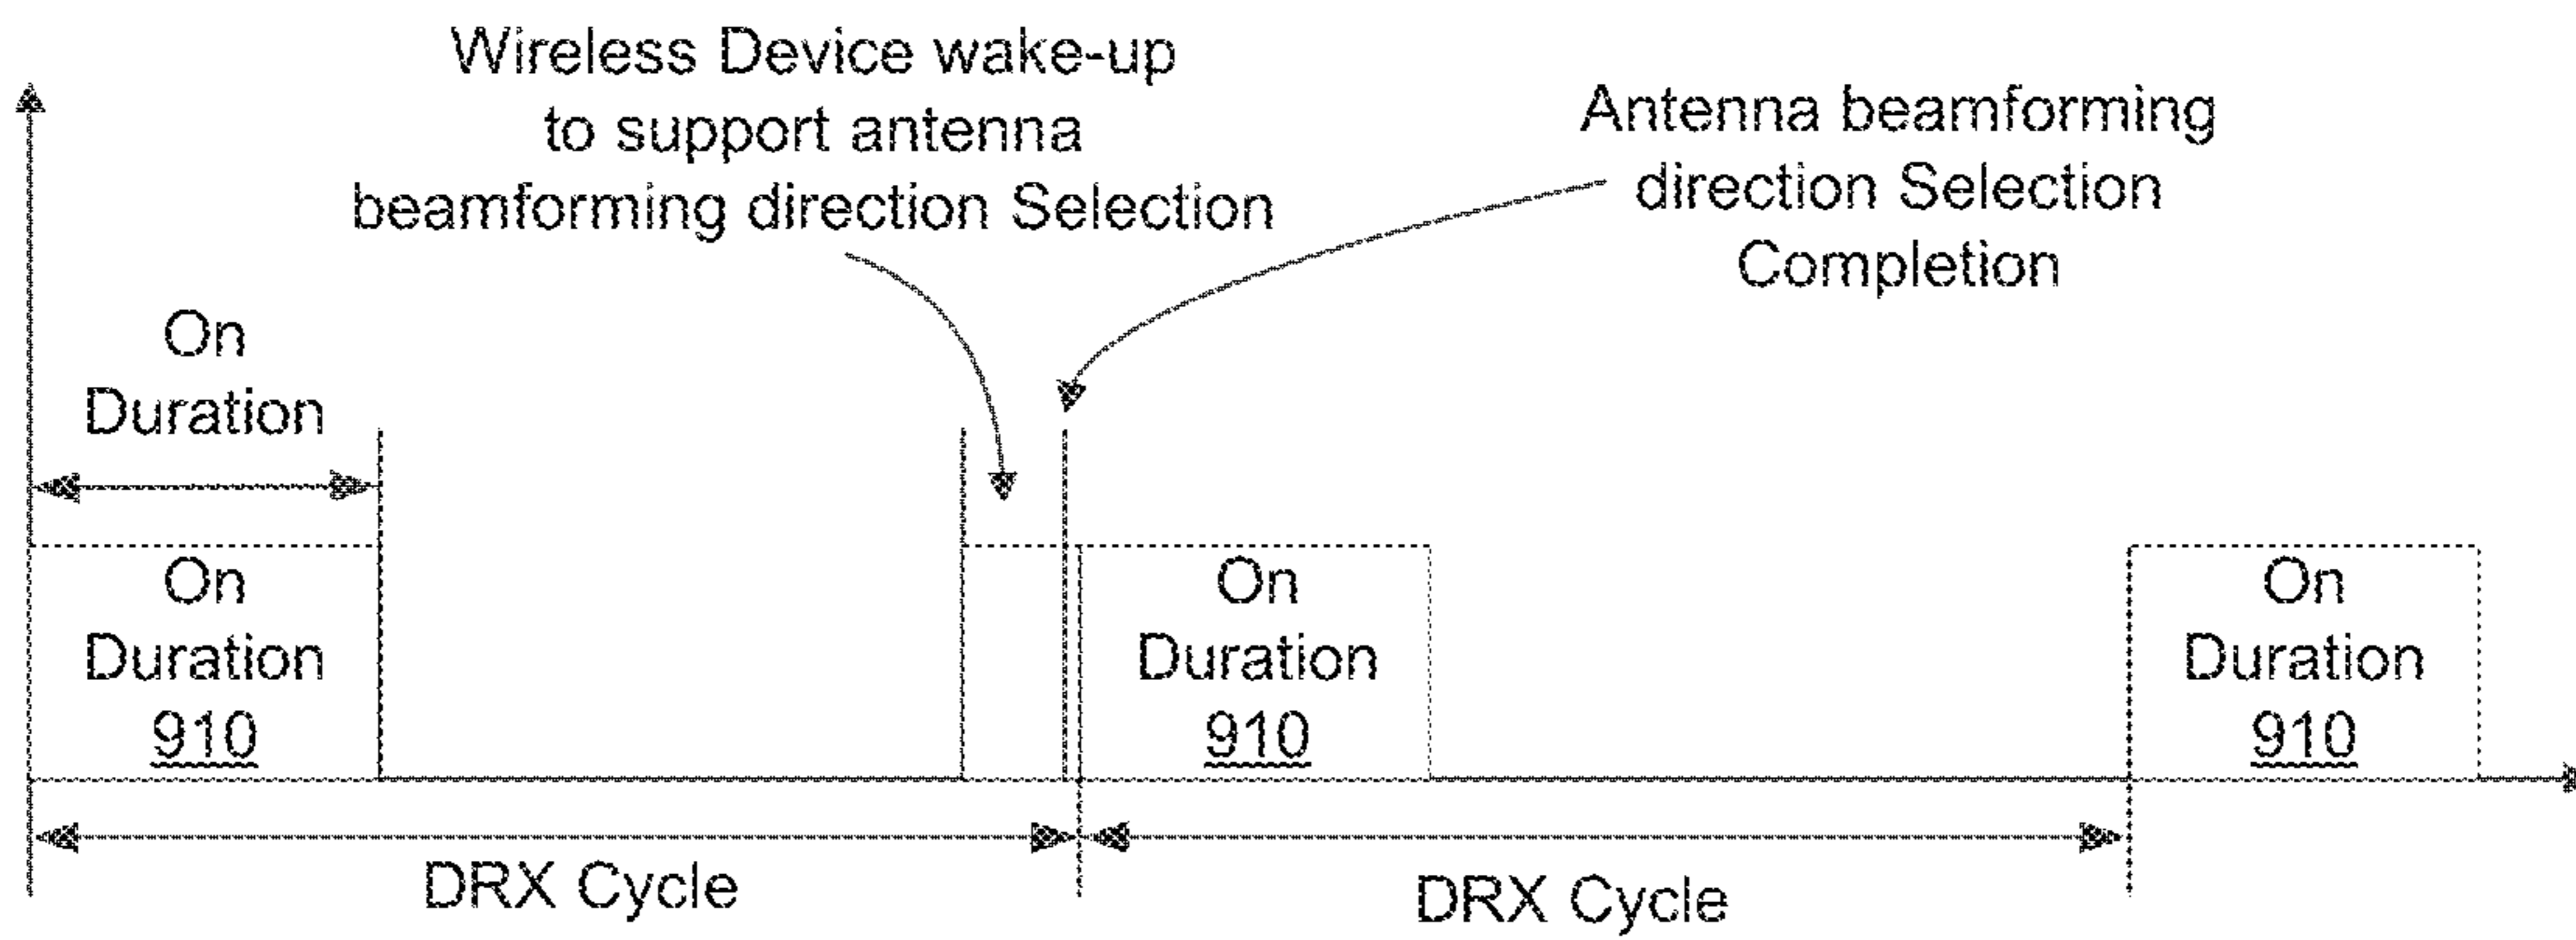 Wireless Device wake-up
to support antenna
beamforming direction Selection
Antenna beamforming
direction Selection
Completion
On
Duration
On
Duration
910
On
Duration
910
On
Duration
910
DRX Cycle
DRX Cycle